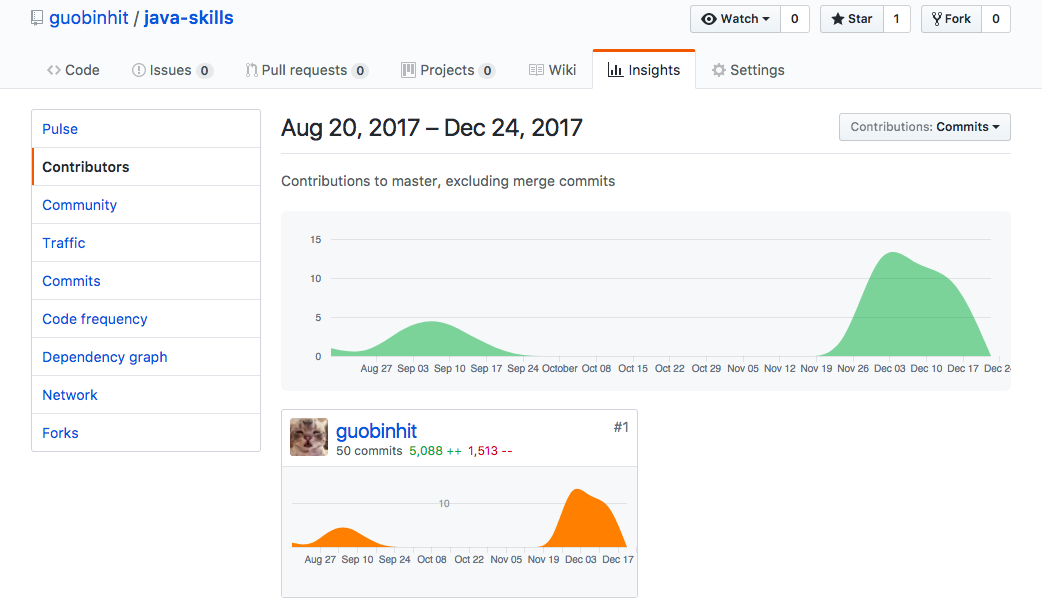 guobinhit / java-skills
Watch 0 Star 1 Fork 0
<> Code Issues 0 Pull requests 0 Projects 0 Wiki Insights Settings
Pulse
Contributors
Community
Traffic
Commits
Code frequency
Dependency graph
Network
Forks
Aug 20, 2017 – Dec 24, 2017
Contributions: Commits
Contributions to master, excluding merge commits
15
10
5
0
Aug 27 Sep 03 Sep 10 Sep 17 Sep 24 October Oct 08 Oct 15 Oct 22 Oct 29 Nov 05 Nov 12 Nov 19 Nov 26 Dec 03 Dec 10 Dec 17 Dec 24
guobinhit #1
50 commits 5,088 ++ 1,513 --
10
Aug 27 Sep 10 Sep 24 Oct 08 Oct 22 Nov 05 Nov 19 Dec 03 Dec 17